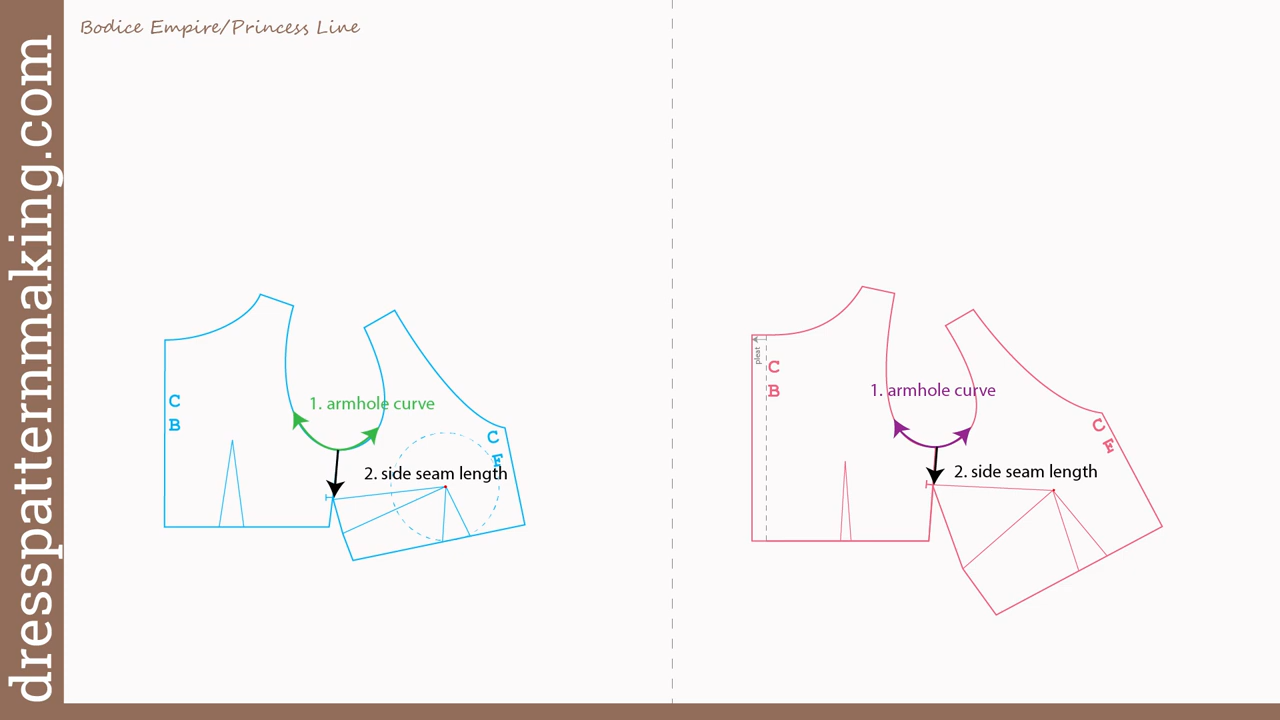 dresspatternmaking.com
Bodice Empire/Princess Line
C
B
1. armhole curve
C
F
2. side seam length
pleat
C
B
1. armhole curve
C
F
2. side seam length